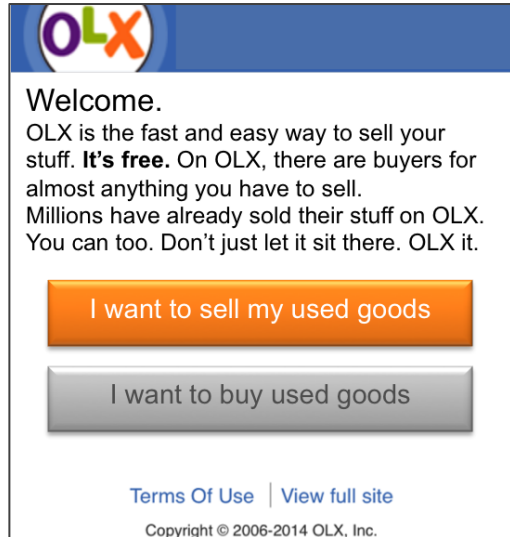 OLX
Welcome.
OLX is the fast and easy way to sell your
stuff. It’s free. On OLX, there are buyers for
almost anything you have to sell.
Millions have already sold their stuff on OLX.
You can too. Don’t just let it sit there. OLX it.
I want to sell my used goods
I want to buy used goods
Terms Of Use | View full site
Copyright © 2006-2014 OLX, Inc.